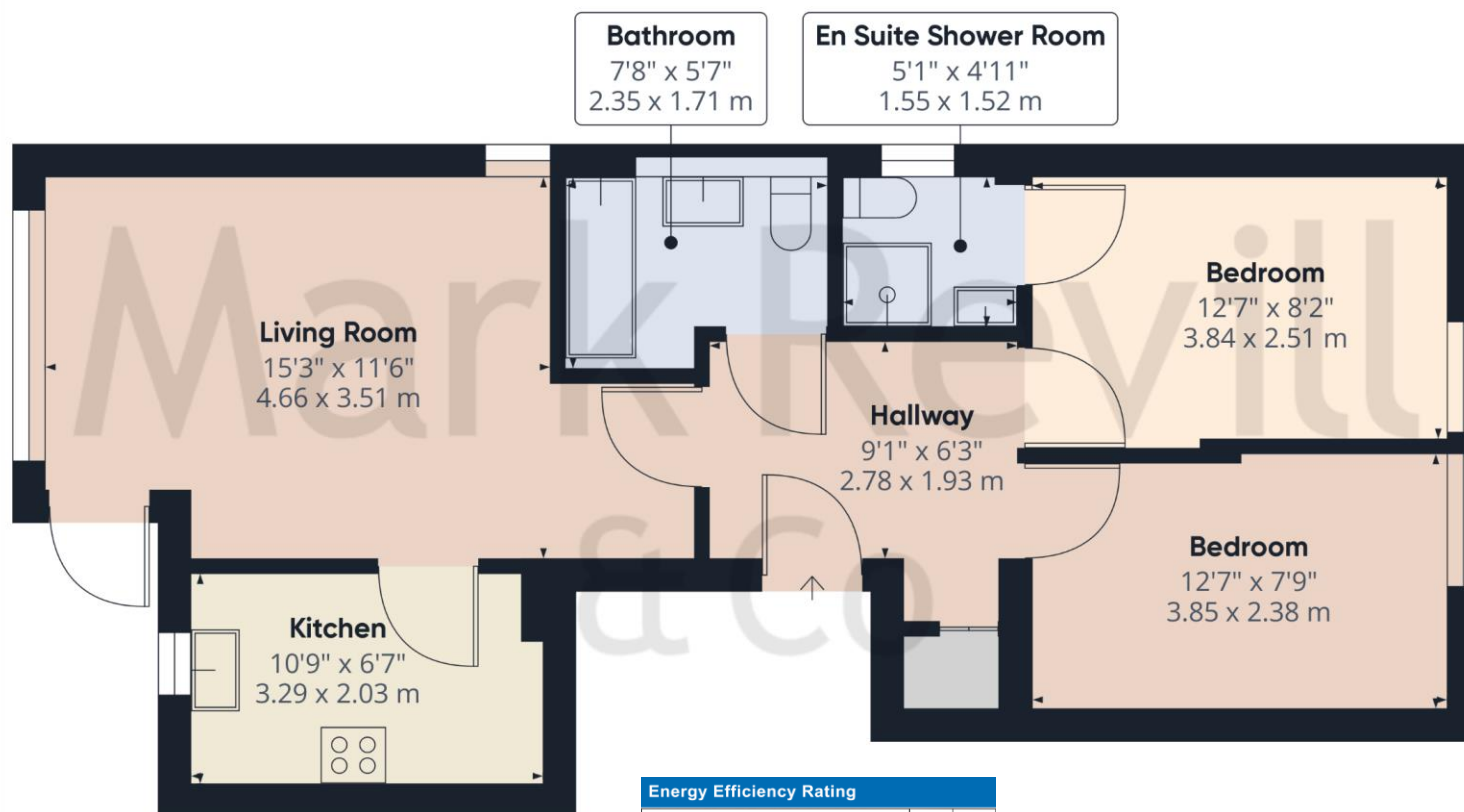 Bathroom
7'8" x 5'7"
2.35 x 1.71 m
En Suite Shower Room
5'1" x 4'11"
1.55 x 1.52 m
Living Room
15'3" x 11'6"
4.66 x 3.51 m
Bedroom
12'7" x 8'2"
3.84 x 2.51 m
Hallway
9'1" x 6'3"
2.78 x 1.93 m
Mark Revill
& Co
Kitchen
10'9" x 6'7"
3.29 x 2.03 m
Bedroom
12'7" x 7'9"
3.85 x 2.38 m
Energy Efficiency Rating